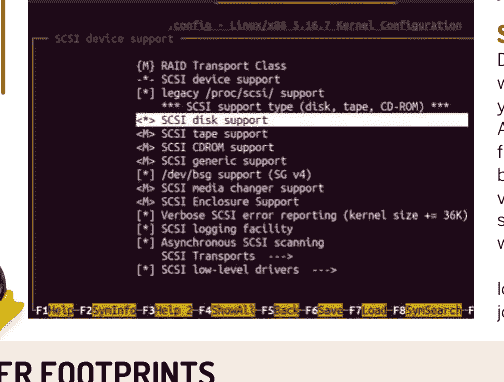 .config - Linux/x86 3.16.7 Kernel Configuration
SCSI device support
{M} RAID Transport Class
-*- SCSI device support
[*] legacy /proc/scsi/ support
*** SCSI support type (disk, tape, CD-ROM) ***
<*> SCSI disk support
<M> SCSI tape support
<M> SCSI CDROM support
<M> SCSI generic support
[*] /dev/bsg support (SG v4)
<M> SCSI media changer support
<M> SCSI Enclosure Support
[*] Verbose SCSI error reporting (kernel size += 36K)
[*] SCSI logging facility
[*] Asynchronous SCSI scanning
SCSI Transports --->
[*] SCSI low-level drivers --->
F1Help-F2SymInfo-F3Help 2-F4ShowAll-F5Back-F6Save-F7Load-F8SymSearch-F
ER FOOTPRINTS